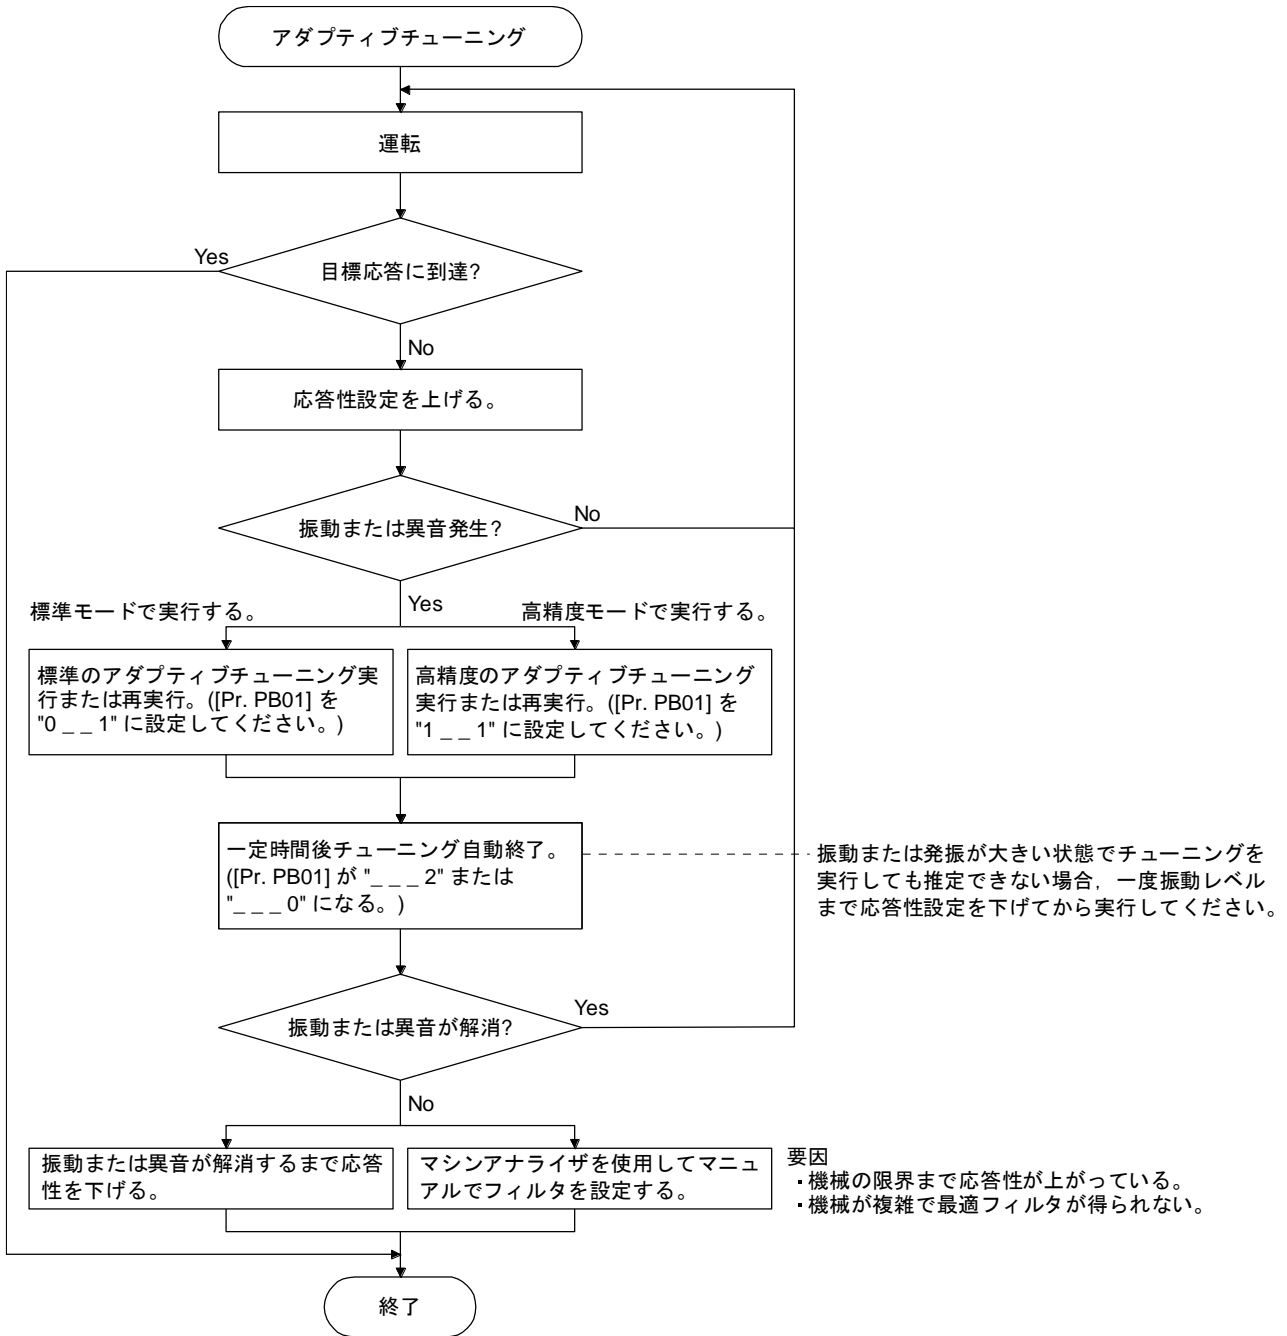 アダプティブチューニング
運転
Yes
目標応答に到達?
No
応答性設定を上げる。
振動または異音発生?
No
Yes
標準モードで実行する。
高精度モードで実行する。
標準のアダプティブチューニング実
行または再実行。([Pr. PB01] を
"0 _ _ 1" に設定してください。)
高精度のアダプティブチューニング
実行または再実行。([Pr. PB01] を
"1 _ _ 1" に設定してください。)
一定時間後チューニング自動終了。
([Pr. PB01] が "_ _ _ 2" または
"_ _ _ 0" になる。)
振動または発振が大きい状態でチューニングを
実行しても推定できない場合，一度振動レベル
まで応答性設定を下げてから実行してください。
振動または異音が解消?
Yes
No
振動または異音が解消するまで応答
性を下げる。
マシンアナライザを使用してマニュ
アルでフィルタを設定する。
要因
・機械の限界まで応答性が上がっている。
・機械が複雑で最適フィルタが得られない。
終了